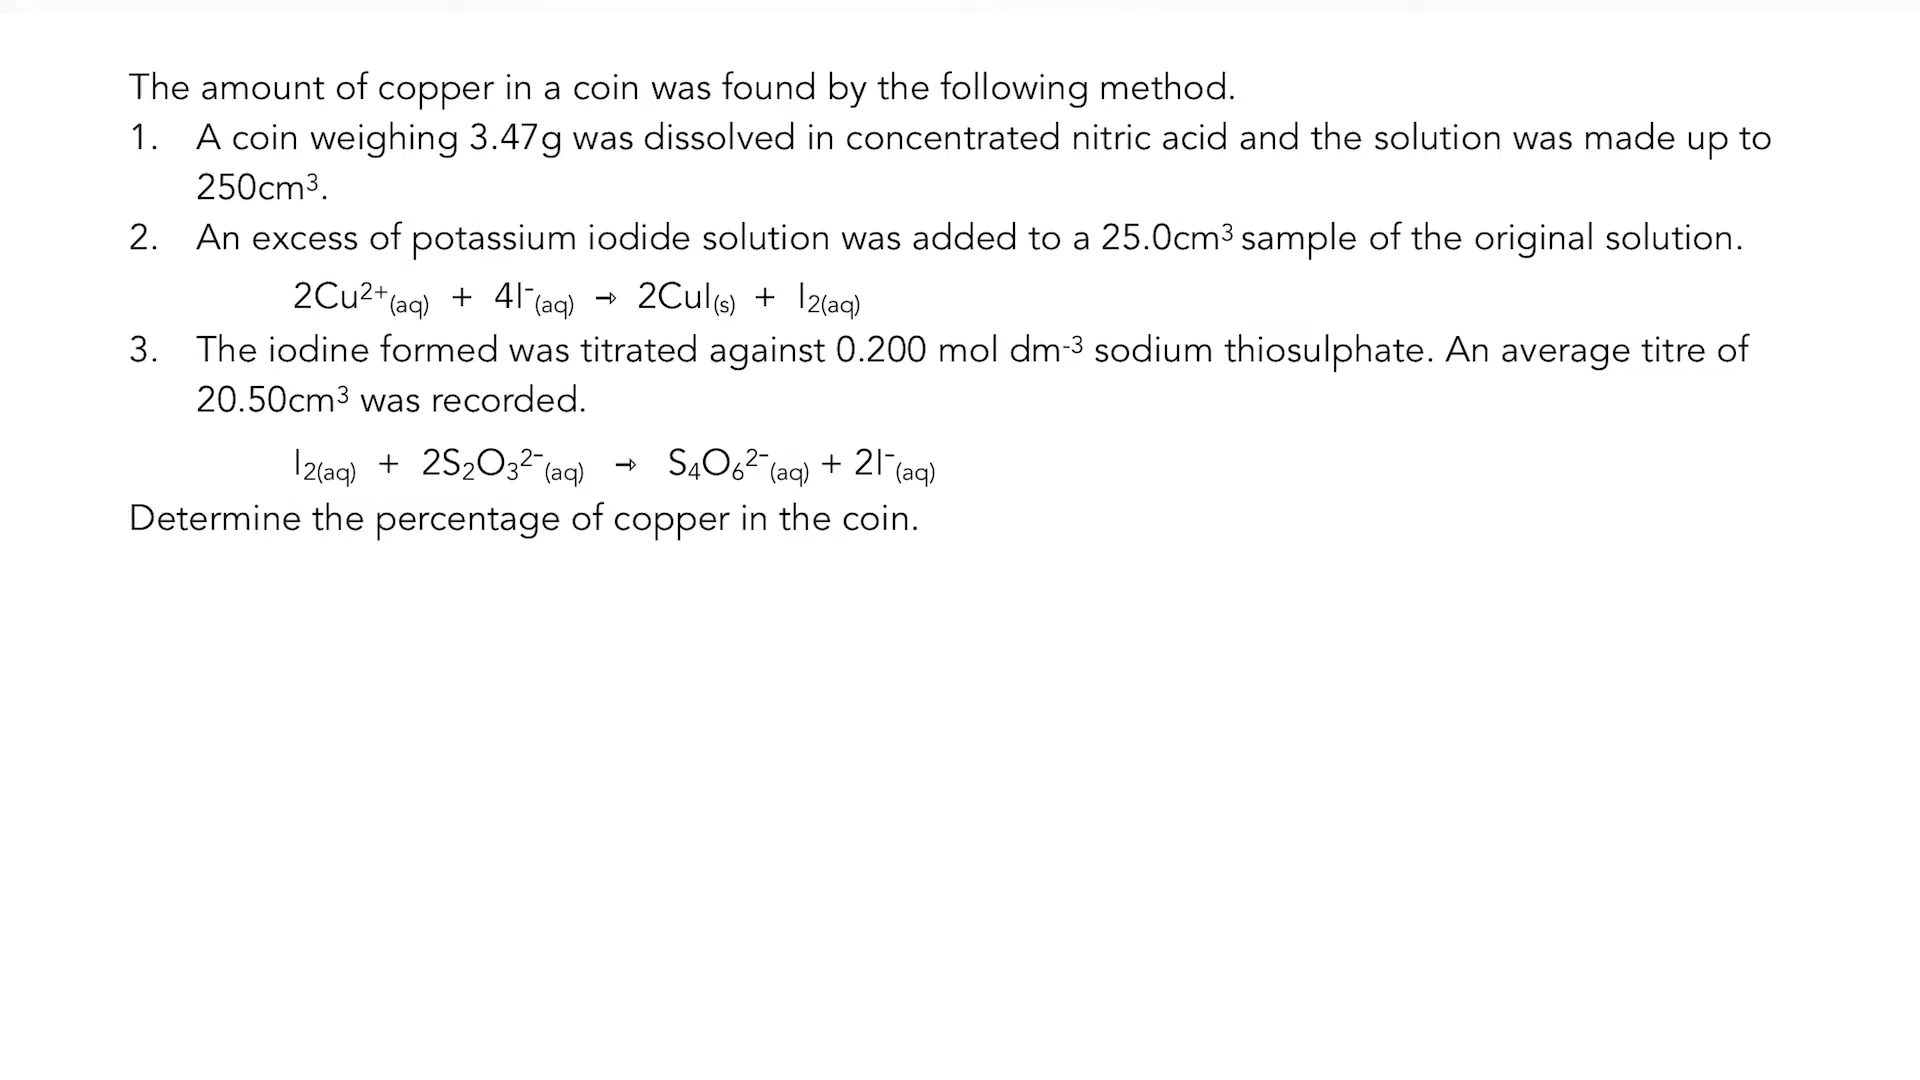 The amount of copper in a coin was found by the following method.
1. A coin weighing 3.47g was dissolved in concentrated nitric acid and the solution was made up to
250cm³.
2. An excess of potassium iodide solution was added to a 25.0cm³ sample of the original solution.
2Cu²⁺(aq) + 4I⁻(aq) → 2CuI(s) + I₂(aq)
3. The iodine formed was titrated against 0.200 mol dm⁻³ sodium thiosulphate. An average titre of
20.50cm³ was recorded.
I₂(aq) + 2S₂O₃²⁻(aq) → S₄O₆²⁻(aq) + 2I⁻(aq)
Determine the percentage of copper in the coin.